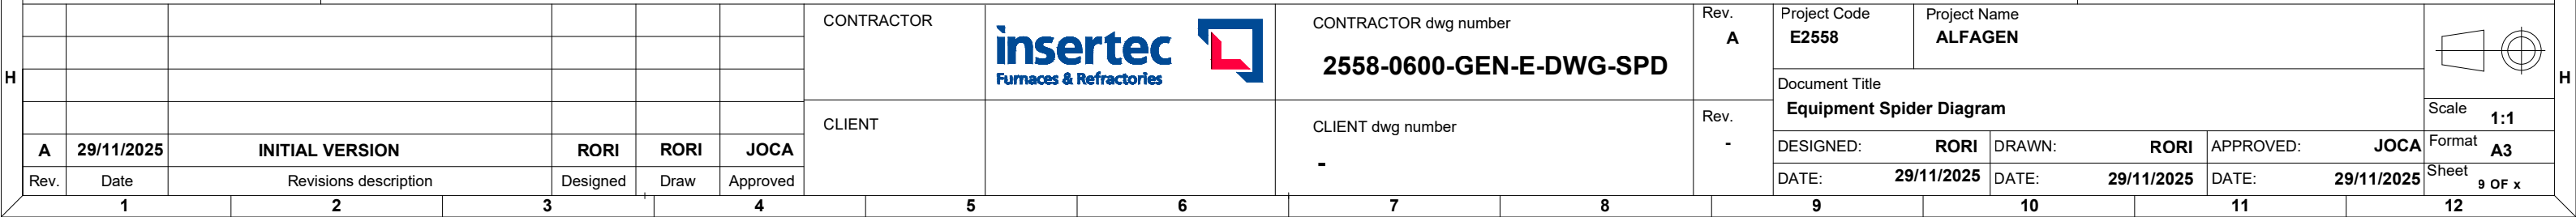 H
A 29/11/2025 INITIAL VERSION RORI RORI JOCA
Rev. Date Revisions description Designed Draw Approved
CONTRACTOR
insertec
Furnaces & Refractories
CLIENT
CONTRACTOR dwg number
2558-0600-GEN-E-DWG-SPD
Rev.
A
CLIENT dwg number
-
Rev.
-
Project Code
E2558
Project Name
ALFAGEN
Document Title
Equipment Spider Diagram
DESIGNED: RORI DRAWN: RORI APPROVED: JOCA
DATE: 29/11/2025 DATE: 29/11/2025 DATE: 29/11/2025
Scale
1:1
Format
A3
Sheet
9 OF x
H
1 2 3 4 5 6 7 8 9 10 11 12